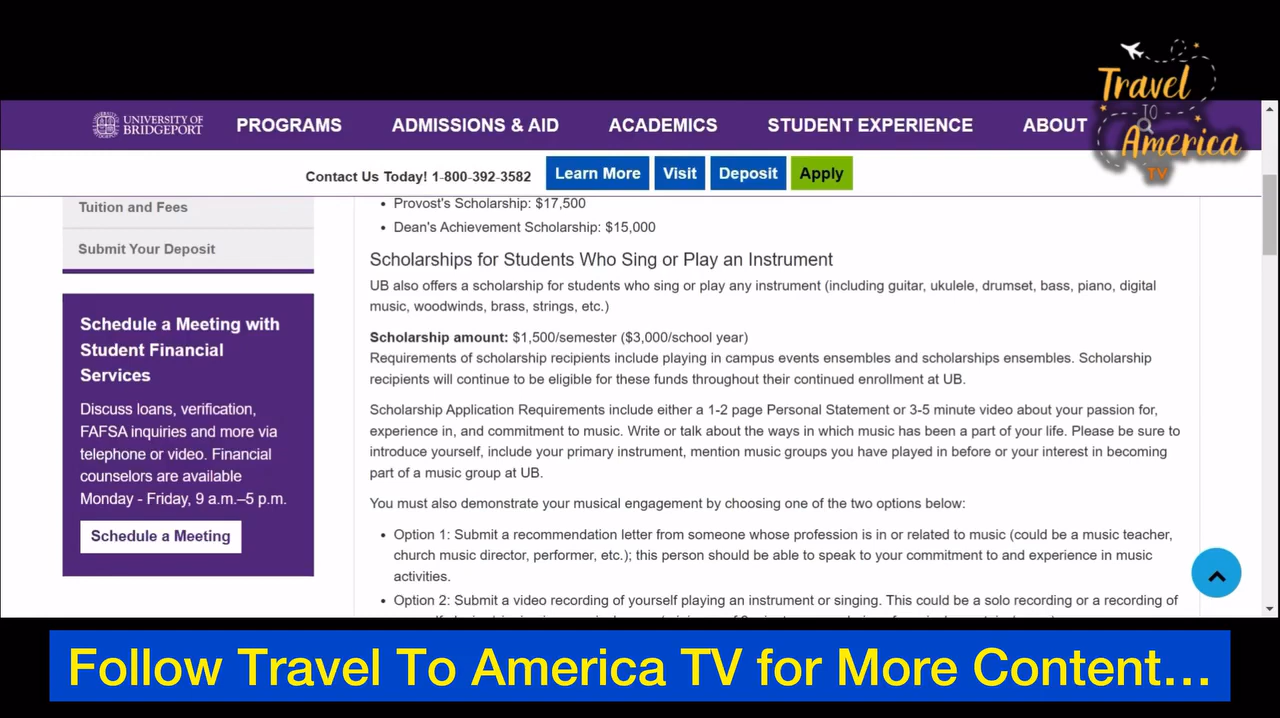 Travel
TO
America
TV
UNIVERSITY OF
BRIDGEPORT
PROGRAMS
ADMISSIONS & AID
ACADEMICS
STUDENT EXPERIENCE
ABOUT
Contact Us Today! 1-800-392-3582
Learn More
Visit
Deposit
Apply
Tuition and Fees
Submit Your Deposit
Schedule a Meeting with
Student Financial
Services
Discuss loans, verification,
FAFSA inquiries and more via
telephone or video. Financial
counselors are available
Monday - Friday, 9 a.m.–5 p.m.
Schedule a Meeting
• Provost's Scholarship: $17,500
• Dean's Achievement Scholarship: $15,000
Scholarships for Students Who Sing or Play an Instrument
UB also offers a scholarship for students who sing or play any instrument (including guitar, ukulele, drumset, bass, piano, digital
music, woodwinds, brass, strings, etc.)
Scholarship amount: $1,500/semester ($3,000/school year)
Requirements of scholarship recipients include playing in campus events ensembles and scholarships ensembles. Scholarship
recipients will continue to be eligible for these funds throughout their continued enrollment at UB.
Scholarship Application Requirements include either a 1-2 page Personal Statement or 3-5 minute video about your passion for,
experience in, and commitment to music. Write or talk about the ways in which music has been a part of your life. Please be sure to
introduce yourself, include your primary instrument, mention music groups you have played in before or your interest in becoming
part of a music group at UB.
You must also demonstrate your musical engagement by choosing one of the two options below:
• Option 1: Submit a recommendation letter from someone whose profession is in or related to music (could be a music teacher,
church music director, performer, etc.); this person should be able to speak to your commitment to and experience in music
activities.
• Option 2: Submit a video recording of yourself playing an instrument or singing. This could be a solo recording or a recording of
Follow Travel To America TV for More Content...